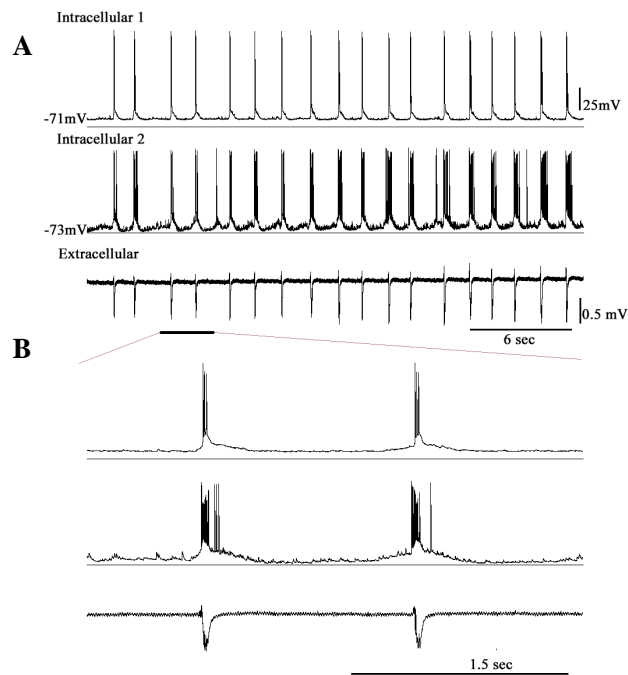 Intracellular 1
A
25mV
-71mV
Intracellular 2
-73mV
Extracellular
0.5 mV
6 sec
B
1.5 sec